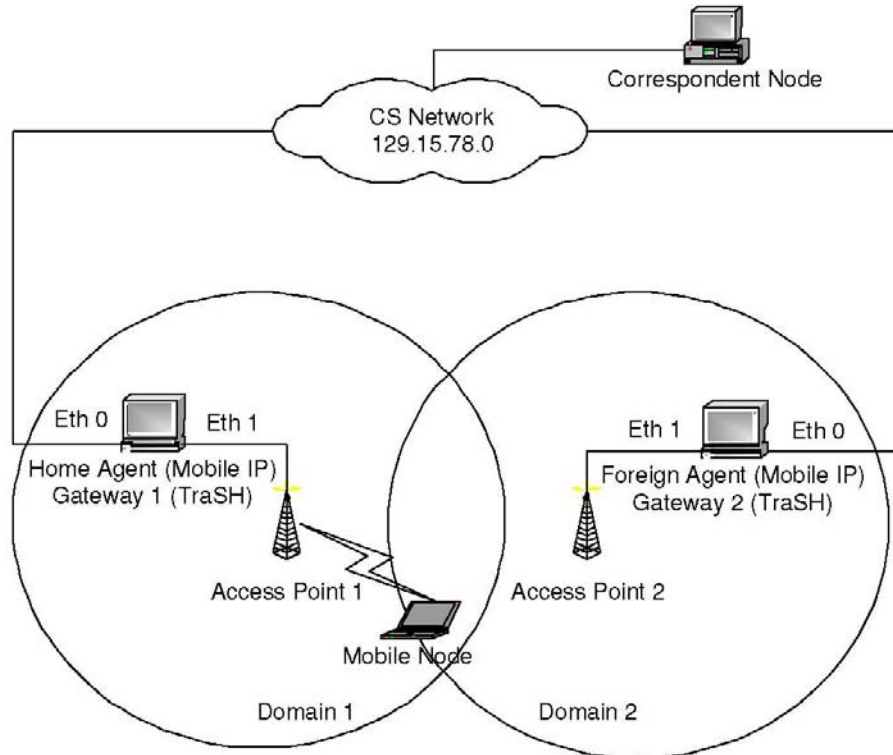 Correspondent Node
CS Network
129.15.78.0
Eth 0
Eth 1
Home Agent (Mobile IP)
Gateway 1 (TraSH)
Eth 1
Eth 0
Foreign Agent (Mobile IP)
Gateway 2 (TraSH)
Access Point 1
Access Point 2
Mobile Node
Domain 1
Domain 2